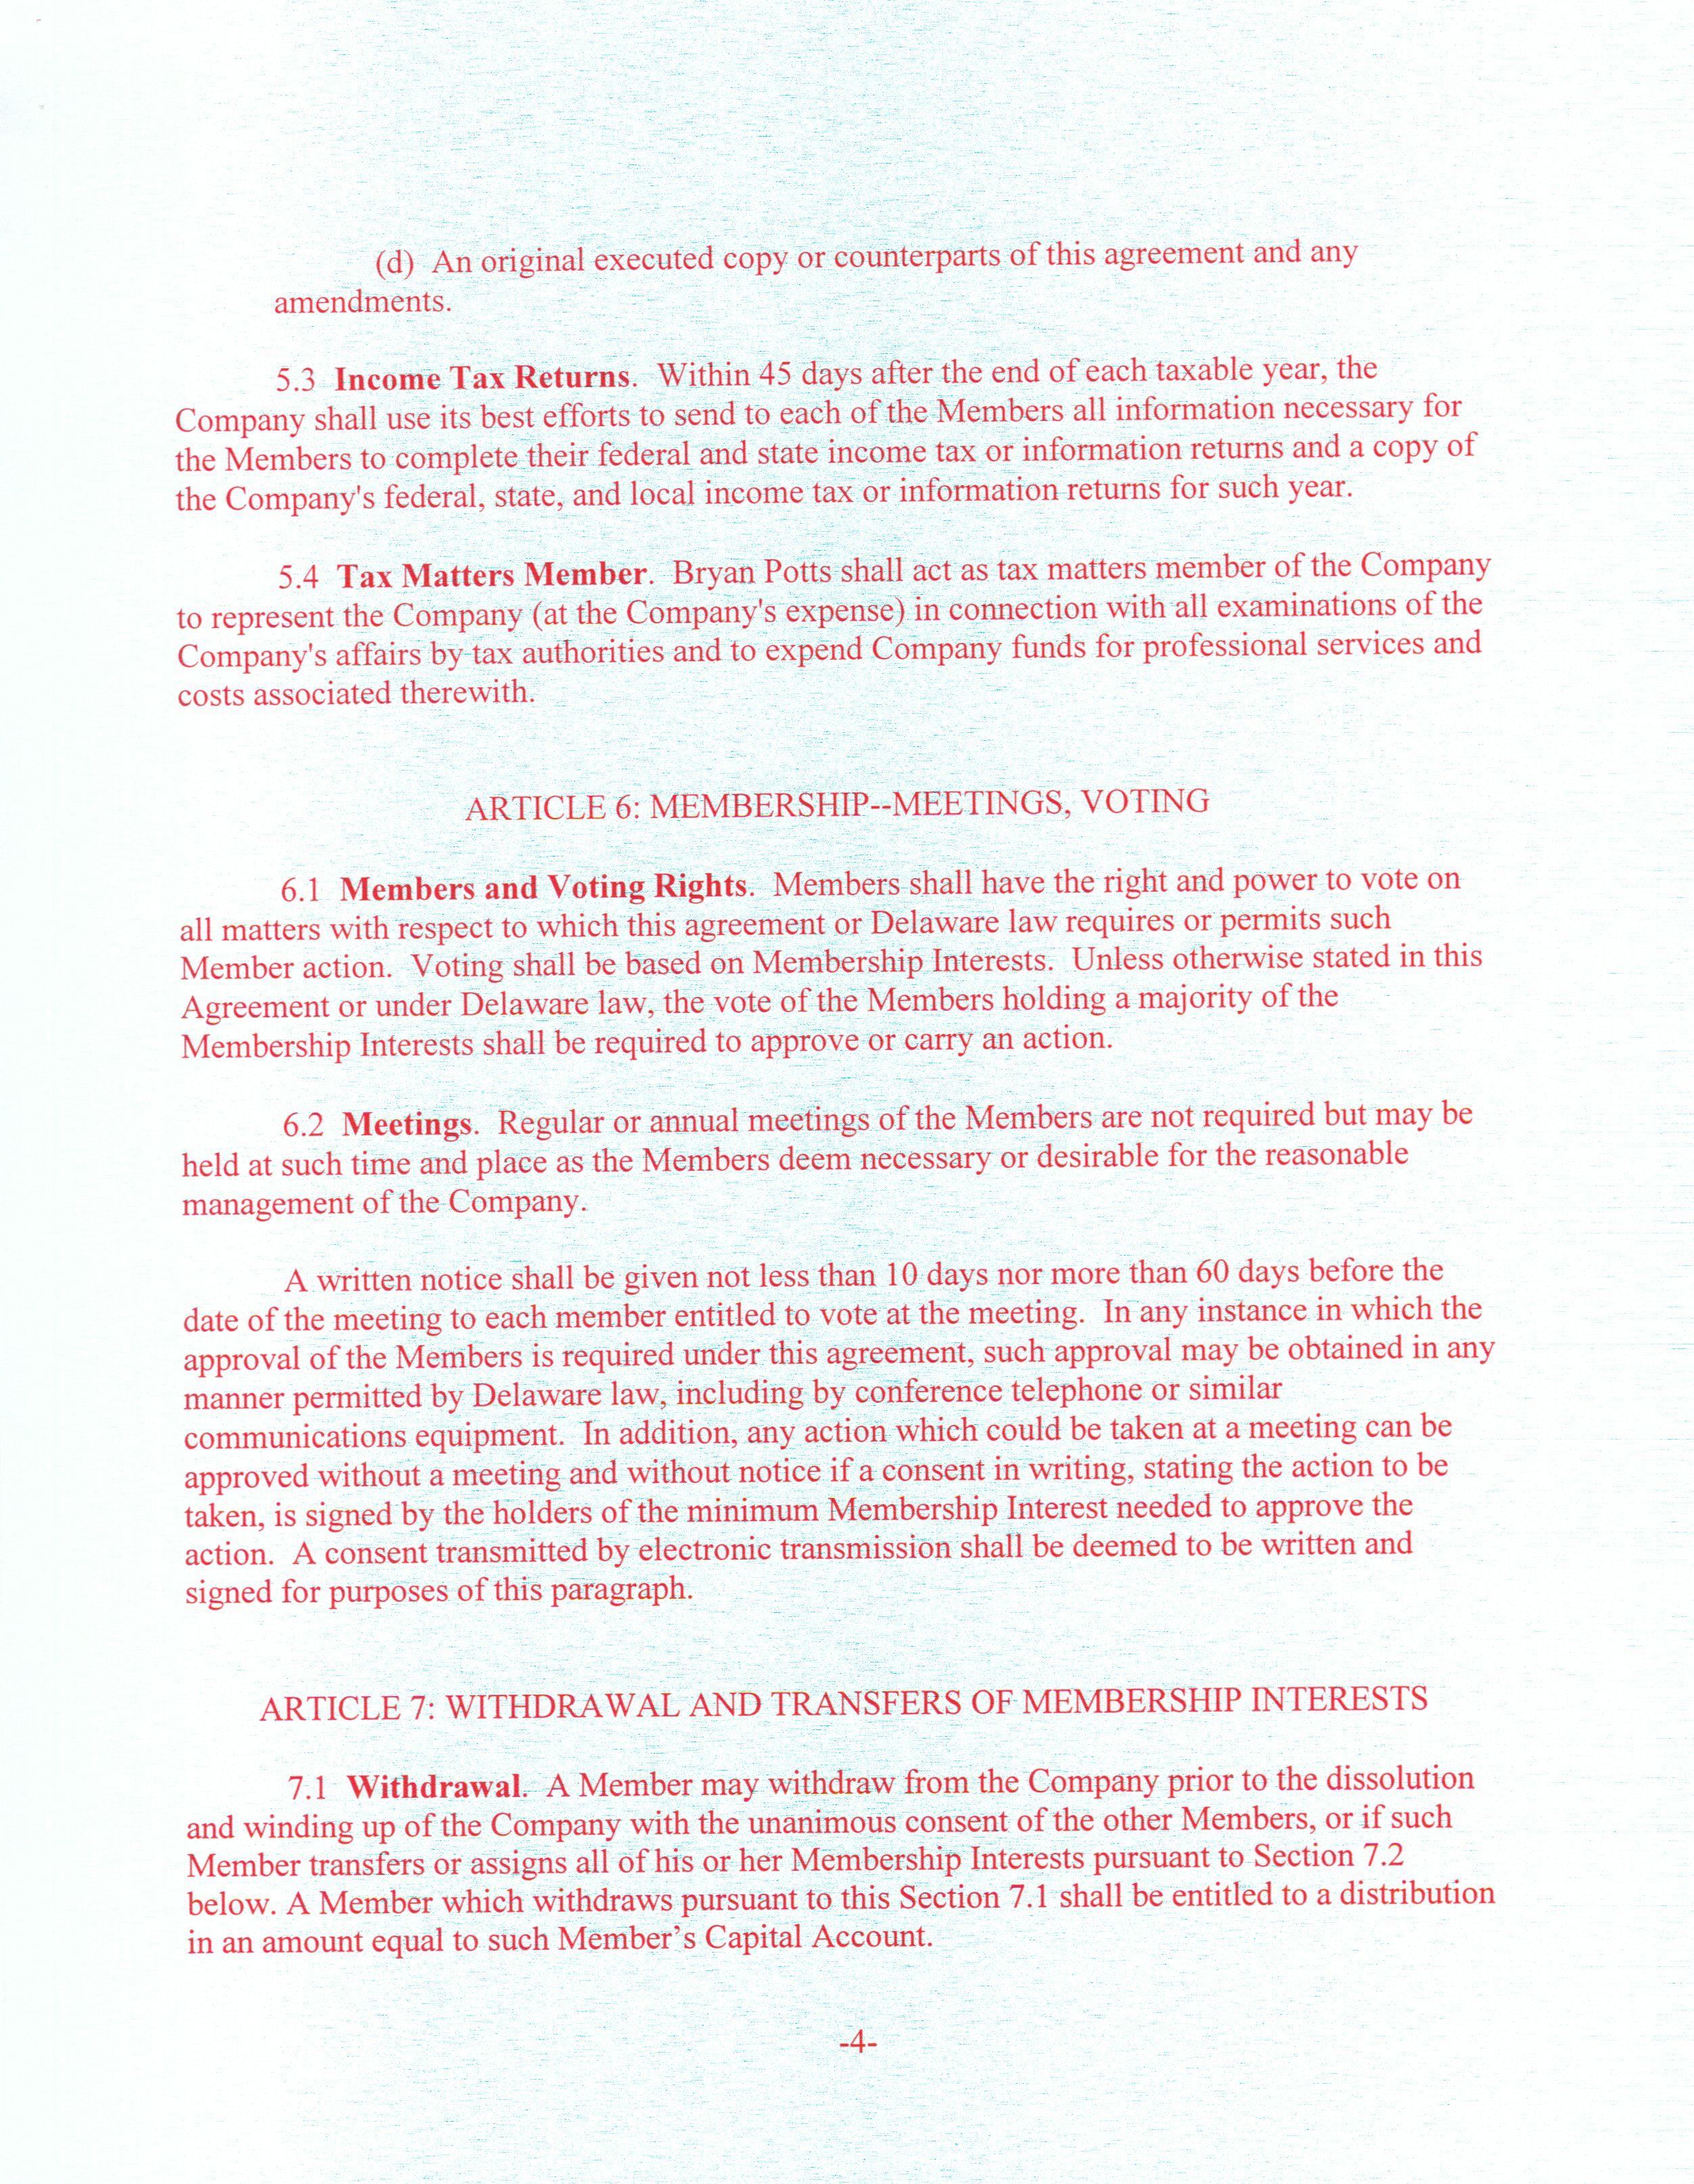 (d) An original executed copy or counterparts of this agreement and any
amendments.
5.3 Income Tax Returns. Within 45 days after the end of each taxable year, the
Company shall use its best efforts to send to each of the Members all information necessary for
the Members to complete their federal and state income tax or information returns and a copy of
the Company's federal, state, and local income tax or information returns for such year.
5.4 Tax Matters Member. Bryan Potts shall act as tax matters member of the Company
to represent the Company (at the Company's expense) in connection with all examinations of the
Company's affairs by tax authorities and to expend Company funds for professional services and
costs associated therewith.
ARTICLE 6: MEMBERSHIP--MEETINGS, VOTING
6.1 Members and Voting Rights. Members shall have the right and power to vote on
all matters with respect to which this agreement or Delaware law requires or permits such
Member action. Voting shall be based on Membership Interests. Unless otherwise stated in this
Agreement or under Delaware law, the vote of the Members holding a majority of the
Membership Interests shall be required to approve or carry an action.
6.2 Meetings. Regular or annual meetings of the Members are not required but may be
held at such time and place as the Members deem necessary or desirable for the reasonable
management of the Company.
A written notice shall be given not less than 10 days nor more than 60 days before the
date of the meeting to each member entitled to vote at the meeting. In any instance in which the
approval of the Members is required under this agreement, such approval may be obtained in any
manner permitted by Delaware law, including by conference telephone or similar
communications equipment. In addition, any action which could be taken at a meeting can be
approved without a meeting and without notice if a consent in writing, stating the action to be
taken, is signed by the holders of the minimum Membership Interest needed to approve the
action. A consent transmitted by electronic transmission shall be deemed to be written and
signed for purposes of this paragraph.
ARTICLE 7: WITHDRAWAL AND TRANSFERS OF MEMBERSHIP INTERESTS
7.1 Withdrawal. A Member may withdraw from the Company prior to the dissolution
and winding up of the Company with the unanimous consent of the other Members, or if such
Member transfers or assigns all of his or her Membership Interests pursuant to Section 7.2
below. A Member which withdraws pursuant to this Section 7.1 shall be entitled to a distribution
in an amount equal to such Member’s Capital Account.
-4-